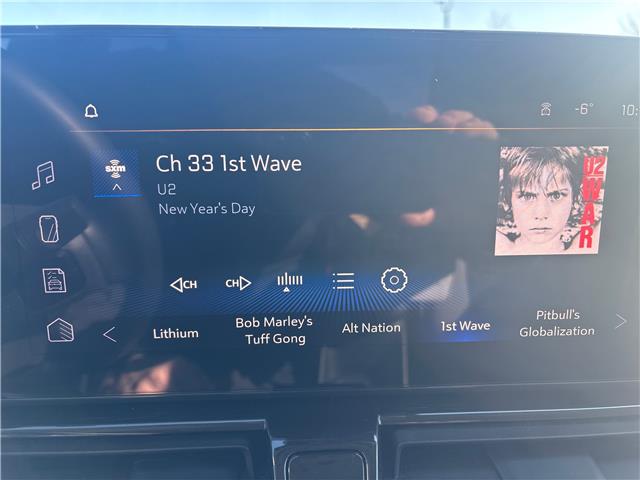 -6°
10:
sxm
Ch 33 1st Wave
U2
New Year's Day
U2
WAR
CH
CH
Lithium
Bob Marley's
Tuff Gong
Alt Nation
1st Wave
Pitbull's
Globalization